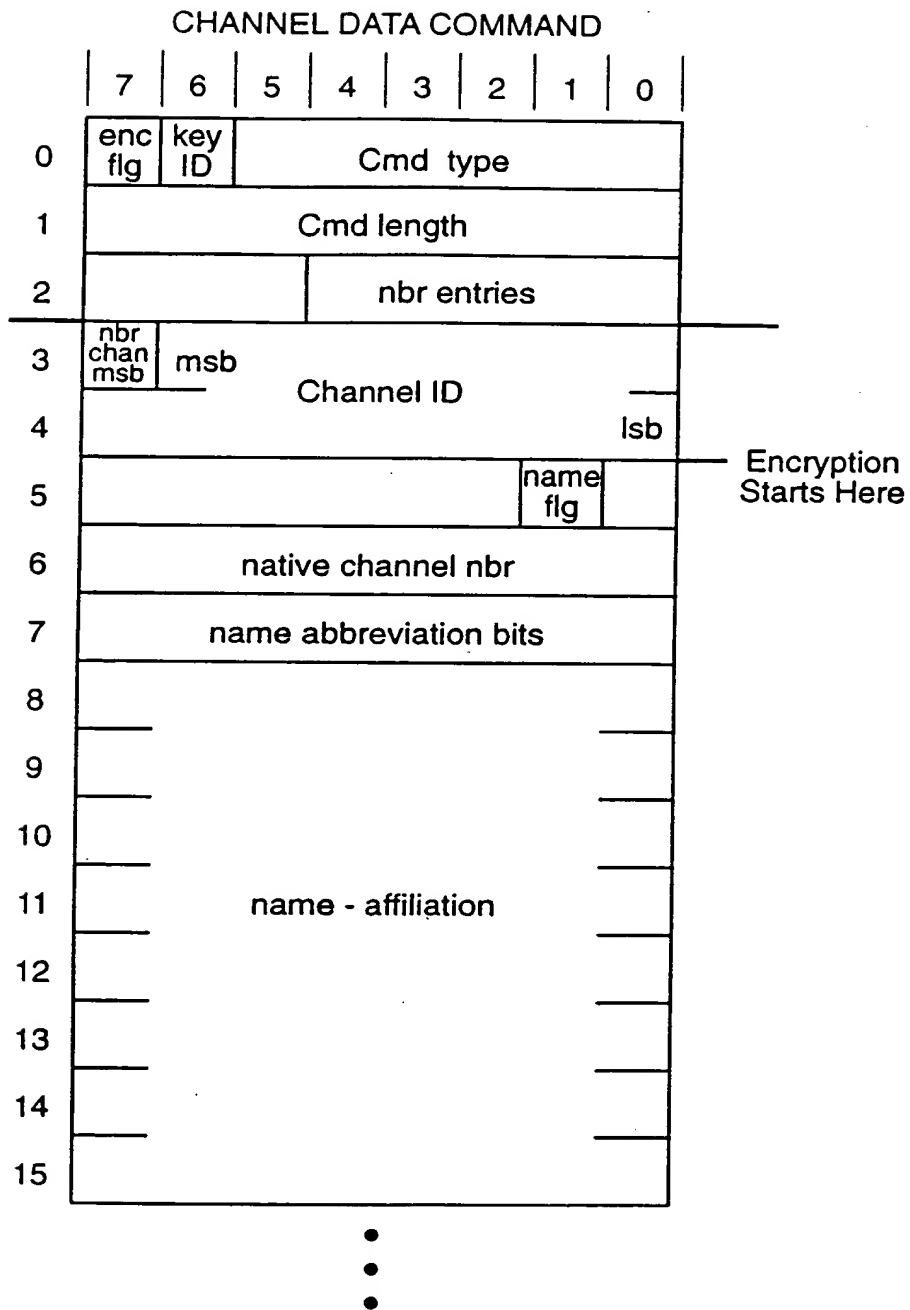 CHANNEL DATA COMMAND
7 6 5 4 3 2 1 0
0 enc flg key ID Cmd type
1 Cmd length
2 nbr entries
3 nbr chan msb msb
Channel ID
4 lsb
Encryption
Starts Here
5 name flg
6 native channel nbr
7 name abbreviation bits
8
9
10
11 name - affiliation
12
13
14
15